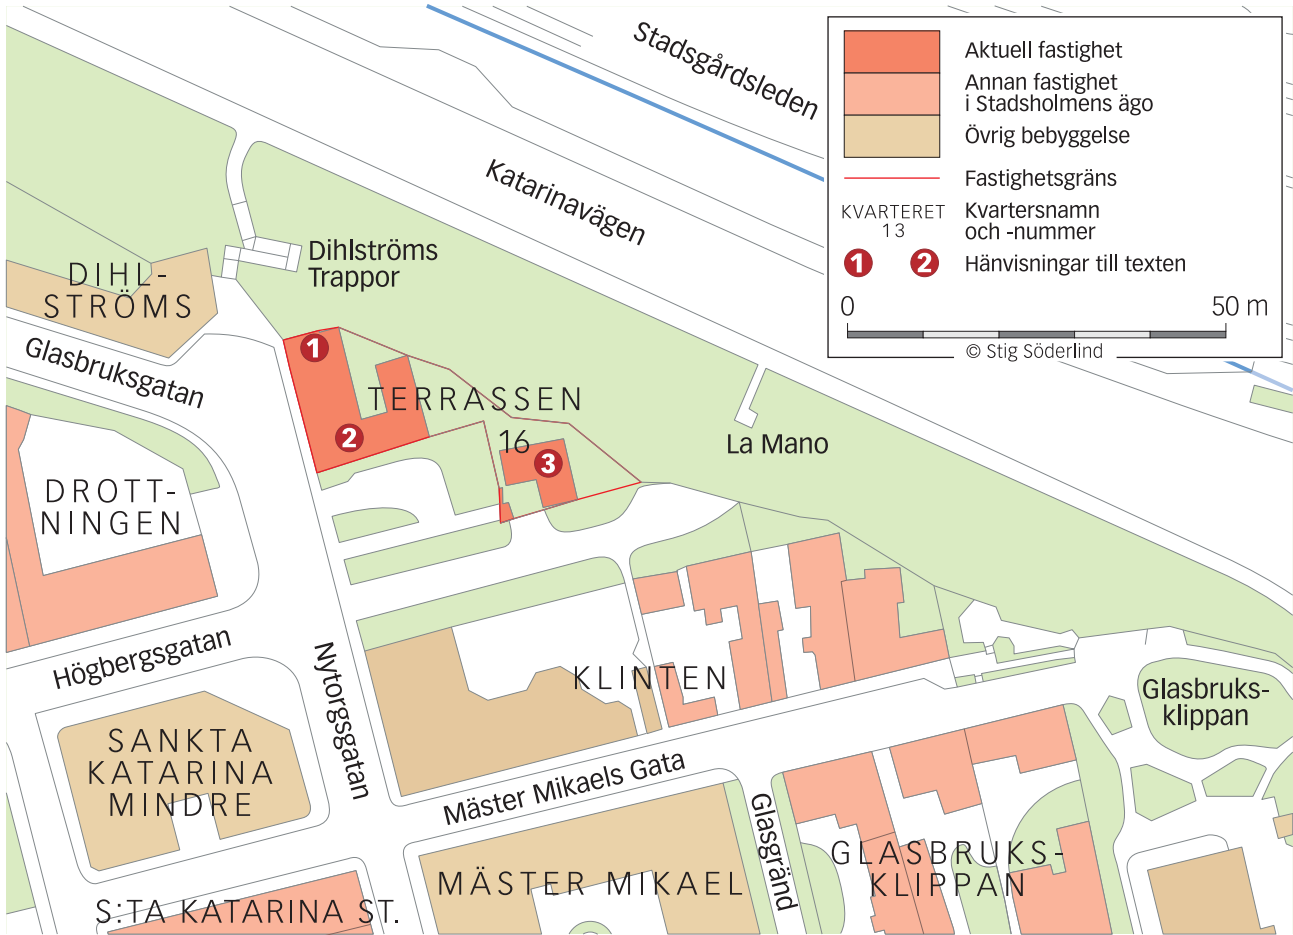 Stadsgårdsleden
Katarinavägen
Aktuell fastighet
Annan fastighet
i Stadsholmens ägo
Övrig bebyggelse
Fastighetsgräns
KVARTERET
13
Kvartersnamn
och -nummer
1 2 Hänvisningar till texten
0 50 m
© Stig Söderlind
Dihlströms
Trappor
DIHL-
STRÖMS
Glasbruksgatan
1
TERRASSEN
16
2
3
La Mano
DROTT-
NINGEN
Högbergsgatan
Nytorgsgatan
KLINTEN
Glasbruks-
klippan
SANKTA
KATARINA
MINDRE
Mäster Mikaels Gata
Glasgränd
GLASBRUKS-
KLIPPAN
MÄSTER MIKAEL
S:TA KATARINA ST.